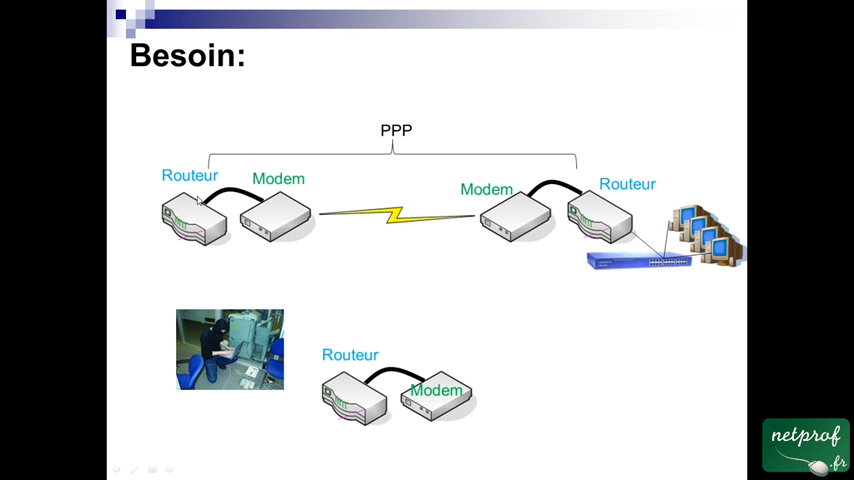 Besoin:
PPP
Routeur
Modem
Modem
Routeur
Routeur
Modem
netprof
.fr